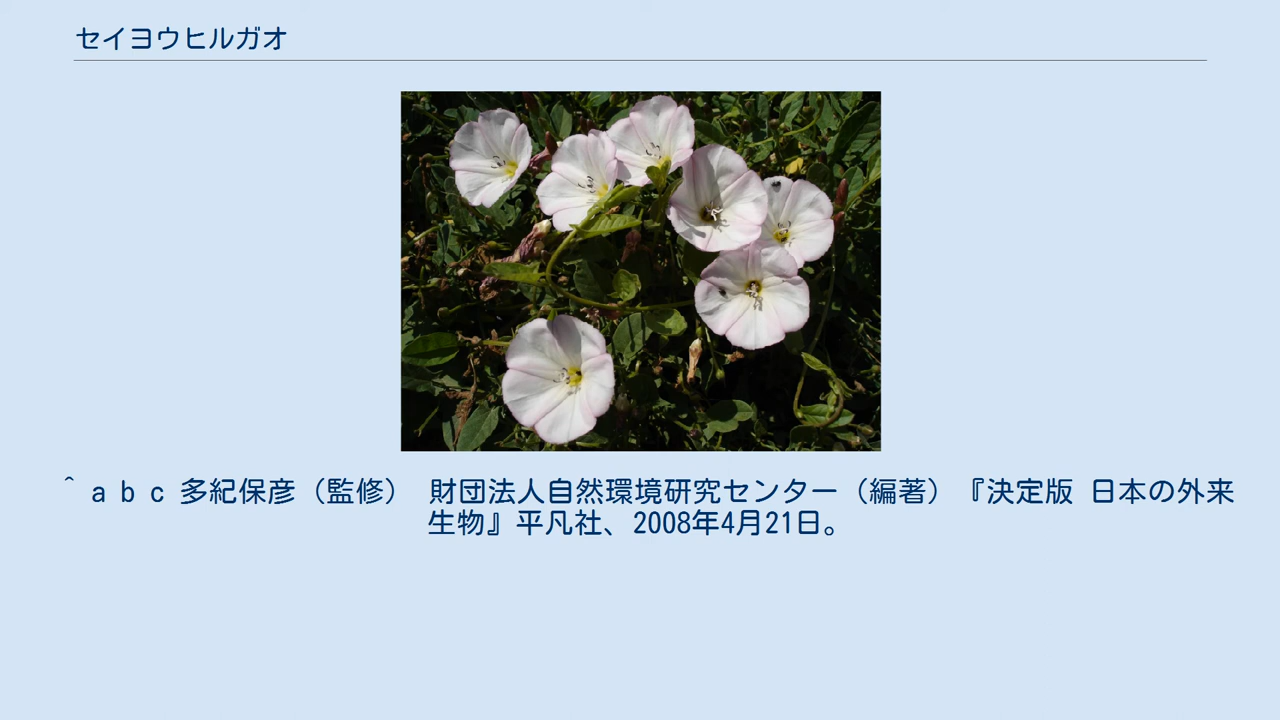 セイヨウヒルガオ
^ a b c 多紀保彦（監修） 財団法人自然環境研究センター（編著）『決定版 日本の外来
生物』平凡社、2008年4月21日。